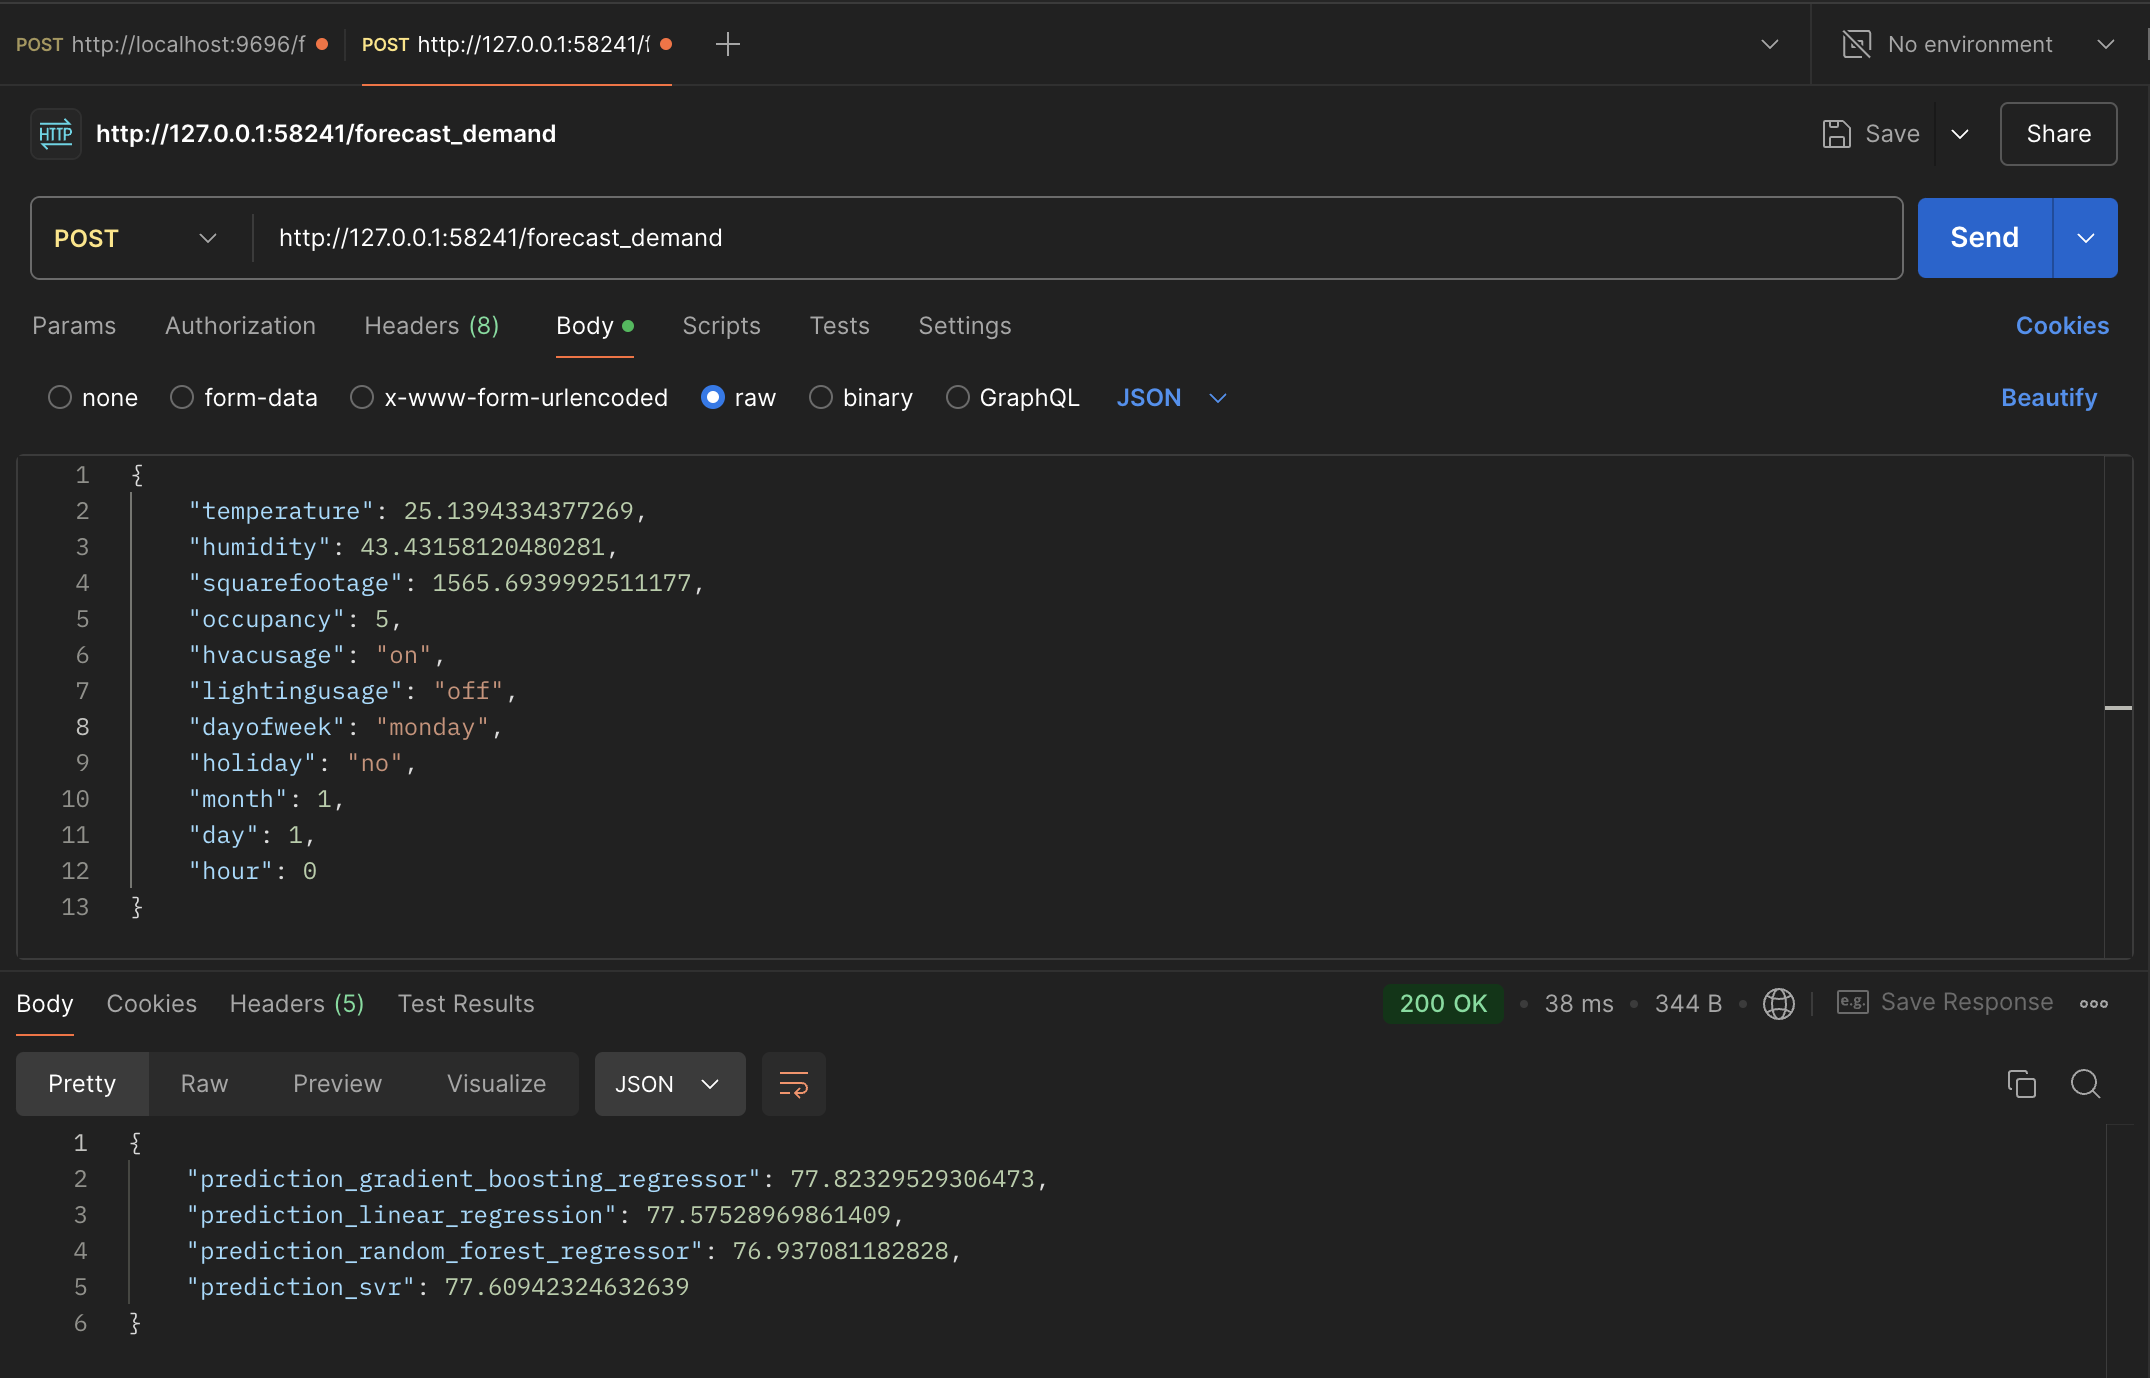 POST http://localhost:9696/f POST http://127.0.0.1:58241/f No environment
HTTP http://127.0.0.1:58241/forecast_demand Save Share
POST http://127.0.0.1:58241/forecast_demand Send
Params Authorization Headers (8) Body Scripts Tests Settings Cookies
none form-data x-www-form-urlencoded raw binary GraphQL JSON Beautify
1 {
2 "temperature": 25.1394334377269,
3 "humidity": 43.43158120480281,
4 "squarefootage": 1565.6939992511177,
5 "occupancy": 5,
6 "hvacusage": "on",
7 "lightingusage": "off",
8 "dayofweek": "monday",
9 "holiday": "no",
10 "month": 1,
11 "day": 1,
12 "hour": 0
13 }
Body Cookies Headers (5) Test Results 200 OK • 38 ms • 344 B • e.g. Save Response
Pretty Raw Preview Visualize JSON
1 {
2 "prediction_gradient_boosting_regressor": 77.82329529306473,
3 "prediction_linear_regression": 77.57528969861409,
4 "prediction_random_forest_regressor": 76.937081182828,
5 "prediction_svr": 77.60942324632639
6 }